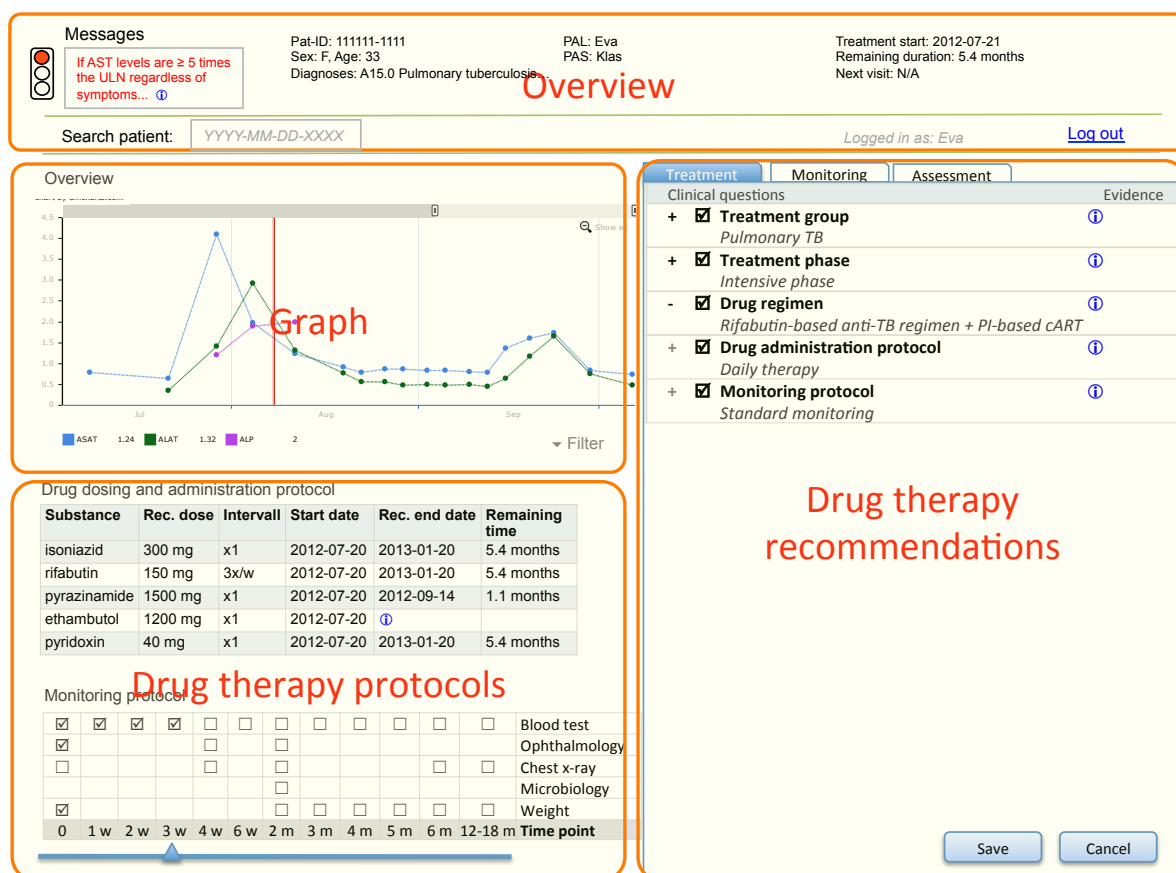 Messages
If AST levels are ≥ 5 times
the ULN regardless of
symptoms...
Pat-ID: 111111-1111
Sex: F, Age: 33
Diagnoses: A15.0 Pulmonary tuberculosis...
PAL: Eva
PAS: Klas
Treatment start: 2012-07-21
Remaining duration: 5.4 months
Next visit: N/A
Overview
Search patient: YYYY-MM-DD-XXXX Logged in as: Eva Log out
Overview
Show a
4.5
4.0
3.5
3.0
2.5
2.0
1.5
1.0
0.5
0
Graph
Jul Aug Sep
ASAT 1.24 ALAT 1.32 ALP 2
Filter
Drug dosing and administration protocol
Substance Rec. dose Intervall Start date Rec. end date Remaining time
isoniazid 300 mg x1 2012-07-20 2013-01-20 5.4 months
rifabutin 150 mg 3x/w 2012-07-20 2013-01-20 5.4 months
pyrazinamide 1500 mg x1 2012-07-20 2012-09-14 1.1 months
ethambutol 1200 mg x1 2012-07-20
pyridoxin 40 mg x1 2012-07-20 2013-01-20 5.4 months
Drug therapy protocols
Monitoring protocol
Blood test
Ophthalmology
Chest x-ray
Microbiology
Weight
0 1 w 2 w 3 w 4 w 6 w 2 m 3 m 4 m 5 m 6 m 12-18 m Time point
Treatment Monitoring Assessment
Clinical questions Evidence
+ Treatment group
Pulmonary TB
+ Treatment phase
Intensive phase
- Drug regimen
Rifabutin-based anti-TB regimen + PI-based cART
+ Drug administration protocol
Daily therapy
+ Monitoring protocol
Standard monitoring
Drug therapy
recommendations
Save Cancel